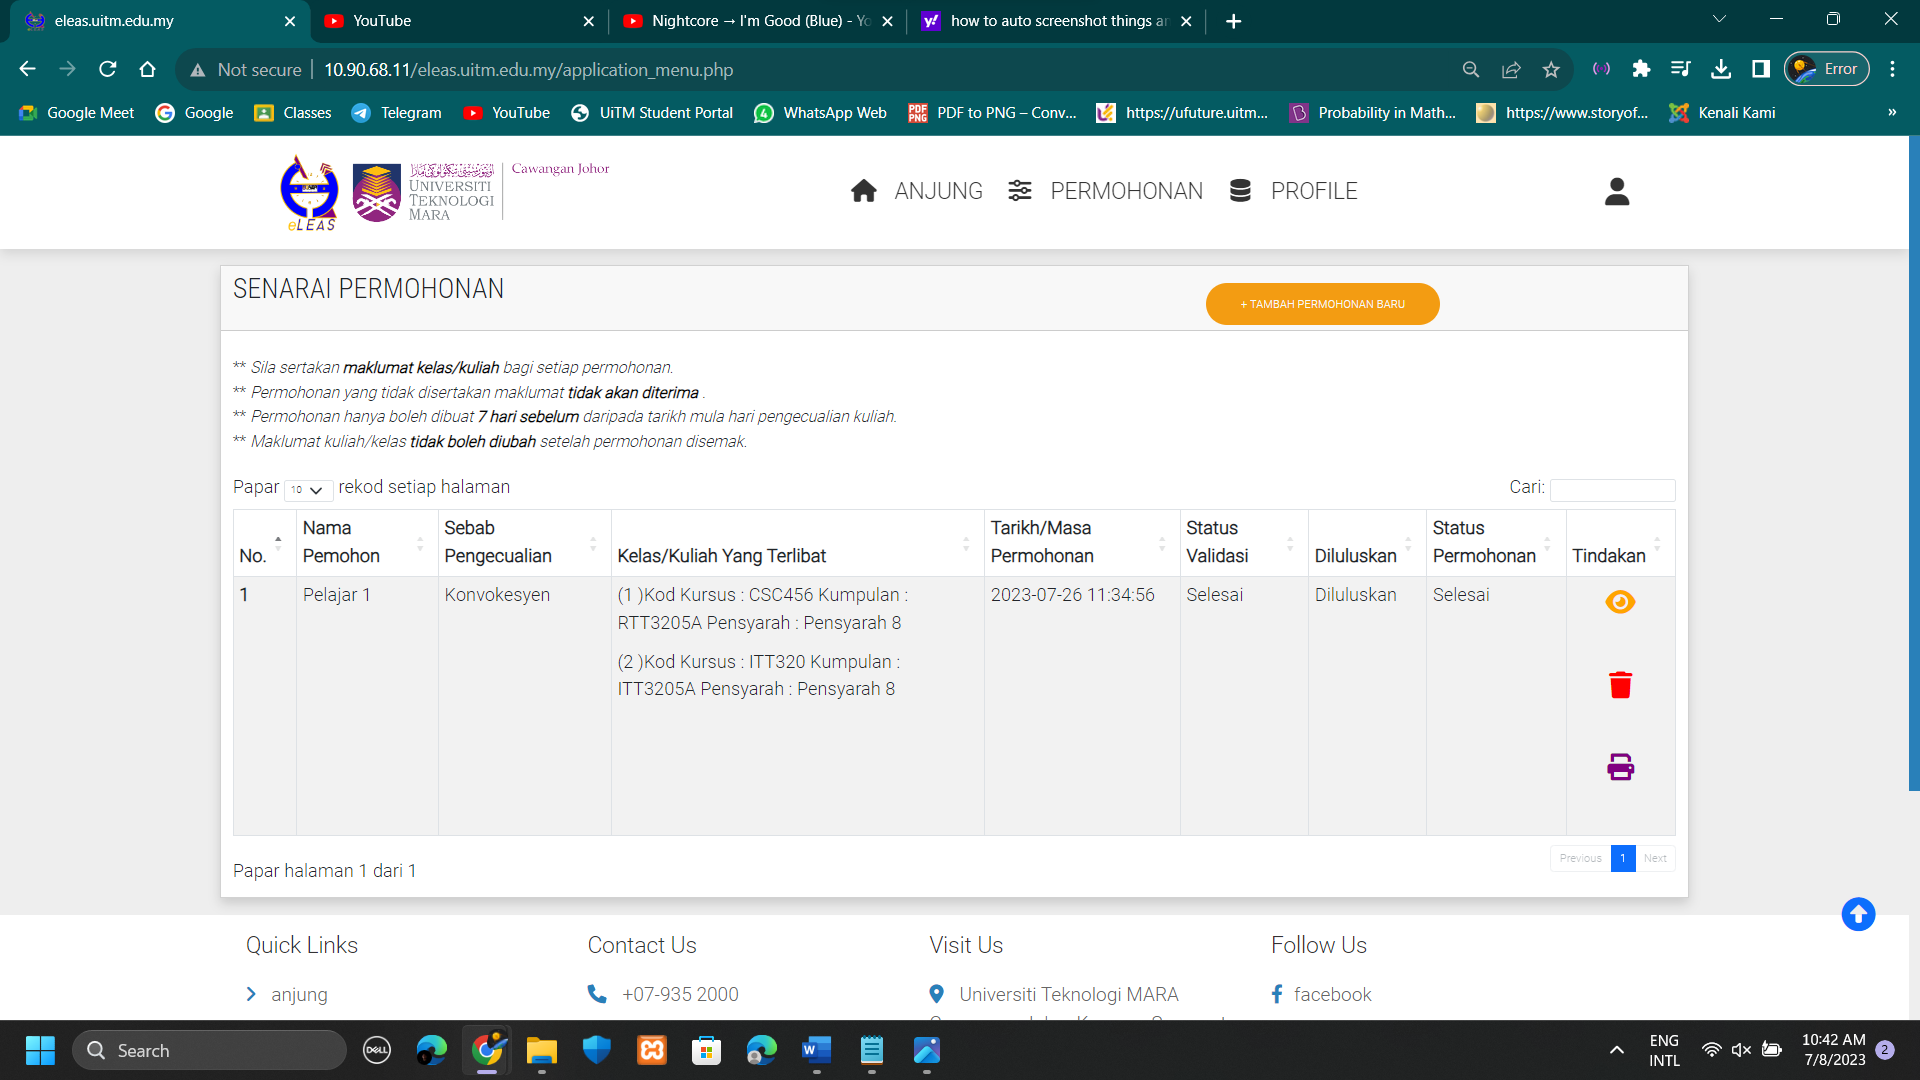 eleas.uitm.edu.my
YouTube
Nightcore → I'm Good (Blue) - Yo
how to auto screenshot things an
Not secure
10.90.68.11/eleas.uitm.edu.my/application_menu.php
Error
Google Meet
Google
Classes
Telegram
YouTube
UiTM Student Portal
WhatsApp Web
PDF to PNG – Conv...
https://ufuture.uitm...
Probability in Math...
https://www.storyof...
Kenali Kami
»
eLEAS
UNIVERSITI
TEKNOLOGI
MARA
Cawangan Johor
ANJUNG
PERMOHONAN
PROFILE
SENARAI PERMOHONAN
+ TAMBAH PERMOHONAN BARU
** Sila sertakan maklumat kelas/kuliah bagi setiap permohonan.
** Permohonan yang tidak disertakan maklumat tidak akan diterima .
** Permohonan hanya boleh dibuat 7 hari sebelum daripada tarikh mula hari pengecualian kuliah.
** Maklumat kuliah/kelas tidak boleh diubah setelah permohonan disemak.
Papar 10 rekod setiap halaman
Cari:
No.
Nama
Pemohon
Sebab
Pengecualian
Kelas/Kuliah Yang Terlibat
Tarikh/Masa
Permohonan
Status
Validasi
Diluluskan
Status
Permohonan
Tindakan
1
Pelajar 1
Konvokesyen
(1 )Kod Kursus : CSC456 Kumpulan :
RTT3205A Pensyarah : Pensyarah 8
(2 )Kod Kursus : ITT320 Kumpulan :
ITT3205A Pensyarah : Pensyarah 8
2023-07-26 11:34:56
Selesai
Diluluskan
Selesai
Papar halaman 1 dari 1
Previous
1
Next
Quick Links
anjung
Contact Us
+07-935 2000
Visit Us
Universiti Teknologi MARA
Follow Us
facebook
Search
DELL
ENG
INTL
10:42 AM
7/8/2023
2